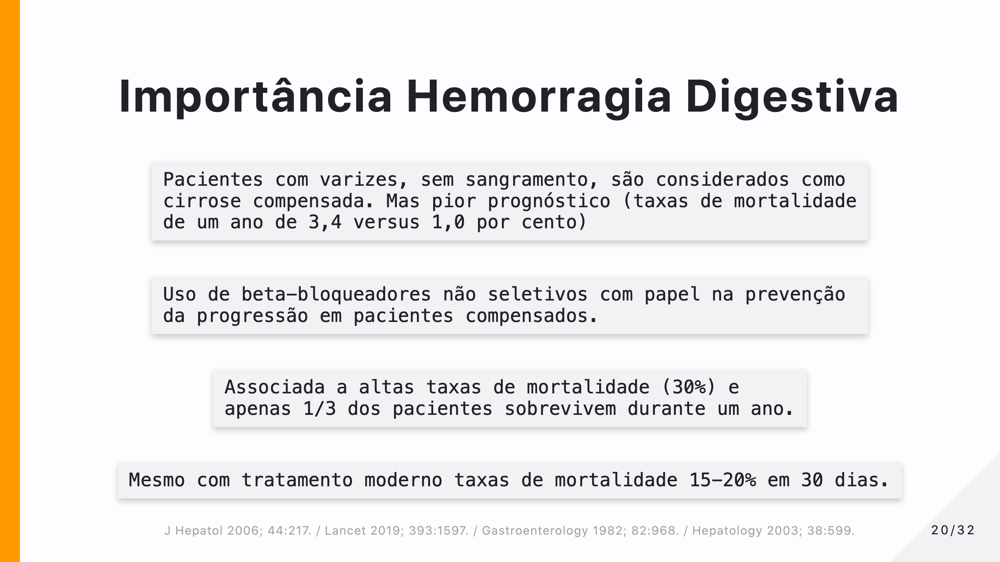 Importância Hemorragia Digestiva
Pacientes com varizes, sem sangramento, são considerados como
cirrose compensada. Mas pior prognóstico (taxas de mortalidade
de um ano de 3,4 versus 1,0 por cento)
Uso de beta-bloqueadores não seletivos com papel na prevenção
da progressão em pacientes compensados.
Associada a altas taxas de mortalidade (30%) e
apenas 1/3 dos pacientes sobrevivem durante um ano.
Mesmo com tratamento moderno taxas de mortalidade 15-20% em 30 dias.
J Hepatol 2006; 44:217. / Lancet 2019; 393:1597. / Gastroenterology 1982; 82:968. / Hepatology 2003; 38:599.
20/32